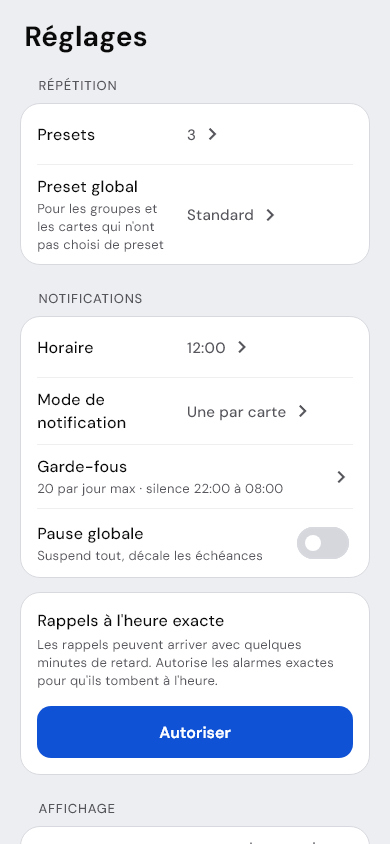 Réglages
RÉPÉTITION
Presets
3
Preset global
Pour les groupes et
les cartes qui n'ont
pas choisi de preset
Standard
NOTIFICATIONS
Horaire
12:00
Mode de
notification
Une par carte
Garde-fous
20 par jour max · silence 22:00 à 08:00
Pause globale
Suspend tout, décale les échéances
Rappels à l'heure exacte
Les rappels peuvent arriver avec quelques
minutes de retard. Autorise les alarmes exactes
pour qu'ils tombent à l'heure.
Autoriser
AFFICHAGE